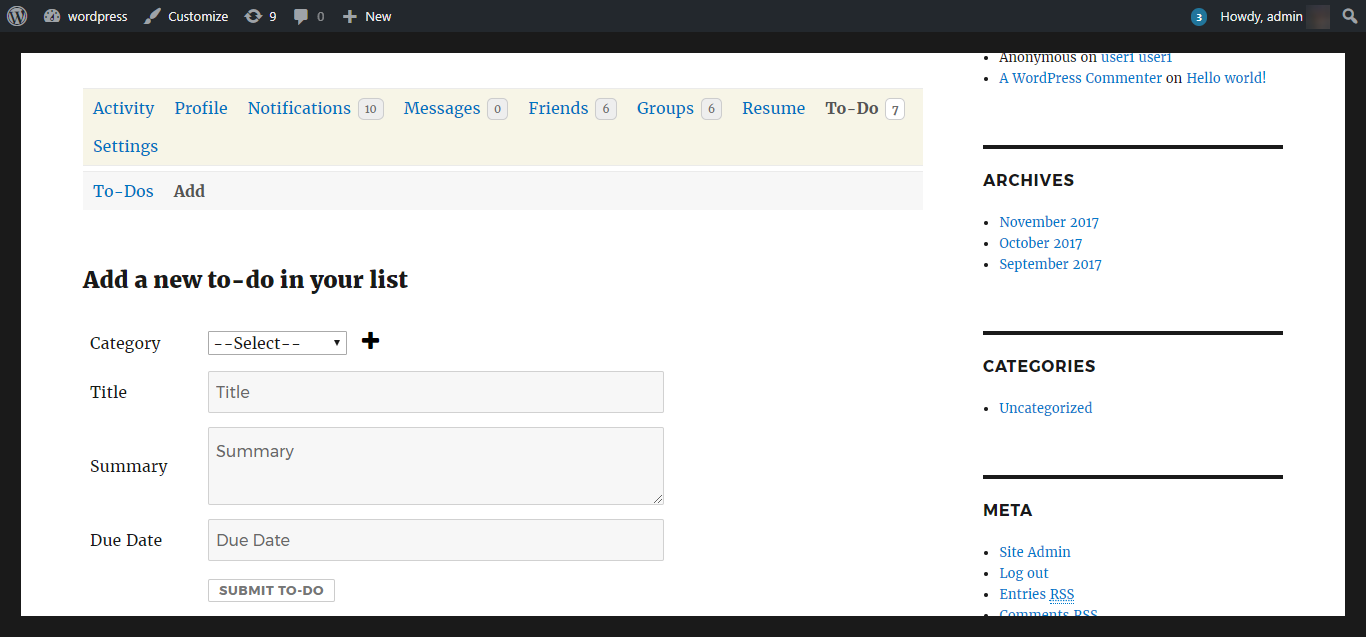 wordpress Customize 9 0 New 3 Howdy, admin
Activity Profile Notifications 10 Messages 0 Friends 6 Groups 6 Resume To-Do 7
Settings
To-Dos Add
Add a new to-do in your list
Category --Select--
Title Title
Summary Summary
Due Date Due Date
SUBMIT TO-DO
Anonymous on user1 user1
A WordPress Commenter on Hello world!
ARCHIVES
November 2017
October 2017
September 2017
CATEGORIES
Uncategorized
META
Site Admin
Log out
Entries RSS
Comments RSS